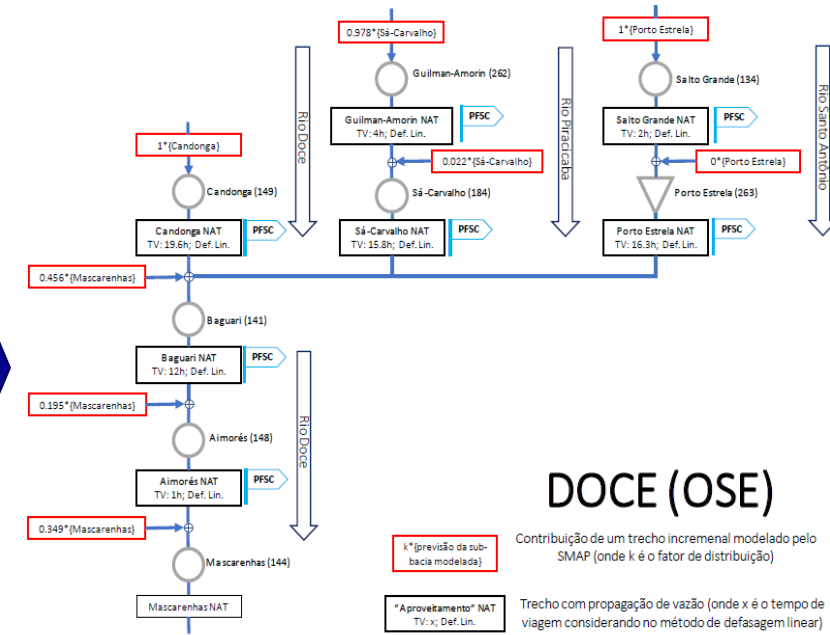 0.978*{Sá-Carvalho}
1*{Porto Estrela}
Guilman-Amorin (262)
Salto Grande (134)
Rio Doce
Rio Piracicaba
Rio Santo Antônio
Guilman-Amorin NAT
TV: 4h; Def. Lin.
PFSC
Salto Grande NAT
TV: 2h; Def. Lin.
PFSC
1*{Candonga}
0.022*{Sá-Carvalho}
0*{Porto Estrela}
Candonga (149)
Sá-Carvalho (184)
Porto Estrela (263)
Candonga NAT
TV: 19.6h; Def. Lin.
PFSC
Sá-Carvalho NAT
TV: 15.8h; Def. Lin.
PFSC
Porto Estrela NAT
TV: 16.3h; Def. Lin.
PFSC
0.456*{Mascarenhas}
Baguari (141)
Baguari NAT
TV: 12h; Def. Lin.
PFSC
0.195*{Mascarenhas}
Rio Doce
Aimorés (148)
Aimorés NAT
TV: 1h; Def. Lin.
PFSC
0.349*{Mascarenhas}
Mascarenhas (144)
Mascarenhas NAT
DOCE (OSE)
k*{previsão da sub-
bacia modelada}
Contribuição de um trecho incremenal modelado pelo
SMAP (onde k é o fator de distribuição)
"Aproveitamento" NAT
TV: x; Def. Lin.
Trecho com propagação de vazão (onde x é o tempo de
viagem considerando no método de defasagem linear)